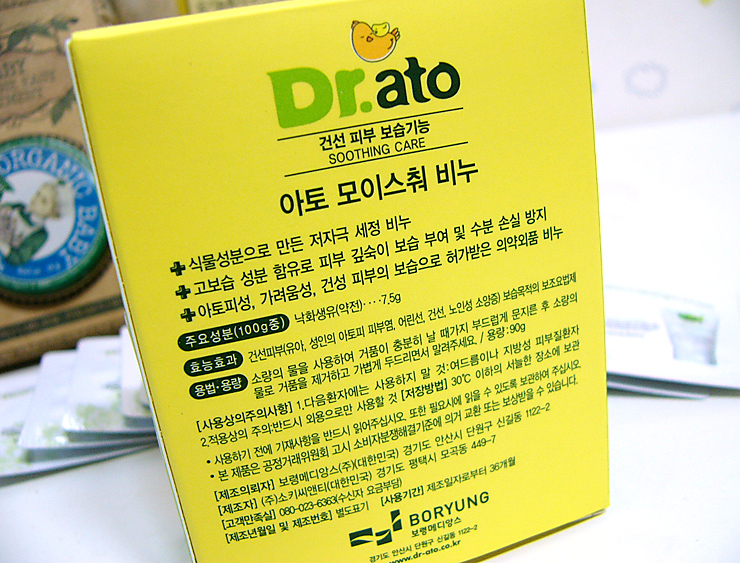 Dr.ato
건선 피부 보습기능
SOOTHING CARE
아토 모이스춰 비누
식물성분으로 만든 저자극 세정 비누
고보습 성분 함유로 피부 깊숙이 보습 부여 및 수분 손실 방지
아토피성, 가려움성, 건성 피부의 보습으로 허가받은 의약외품 비누
주요성분(100g중) 낙화생유(약전)‥‥7.5g
효능효과 건선피부(유아, 성인의 아토피 피부염, 어린선, 건선, 노인성 소양증) 보습목적의 보조요법제
용법·용량 소량의 물을 사용하여 거품이 충분히 날 때가지 부드럽게 문지른 후 소량의
물로 거품을 제거하고 가볍게 두드리면서 말려주세요. / 용량:90g
[사용상의주의사항] 1.다음환자에는 사용하지 말 것:여드름이나 지방성 피부질환자
2.적용상의 주의:반드시 외용으로만 사용할 것 [저장방법] 30℃ 이하의 서늘한 장소에 보관
• 사용하기 전에 기재사항을 반드시 읽어주십시오. 또한 필요시에 읽을 수 있도록 보관하여 주십시오.
• 본 제품은 공정거래위원회 고시 소비자분쟁해결기준에 의거 교환 또는 보상받을 수 있습니다.
[제조의뢰자] 보령메디앙스(주)(대한민국) 경기도 안산시 단원구 신길동 1122-2
[제조자] (주)소키씨앤티(대한민국) 경기도 평택시 모곡동 449-7
[고객만족실] 080-023-6363(수신자 요금부담)
[제조년월일 및 제조번호] 별도표기 [사용기간] 제조일자로부터 36개월
BORYUNG
보령메디앙스
경기도 안산시 단원구 신길동 1122-2
www.dr-ato.co.kr
ORGANIC BABY